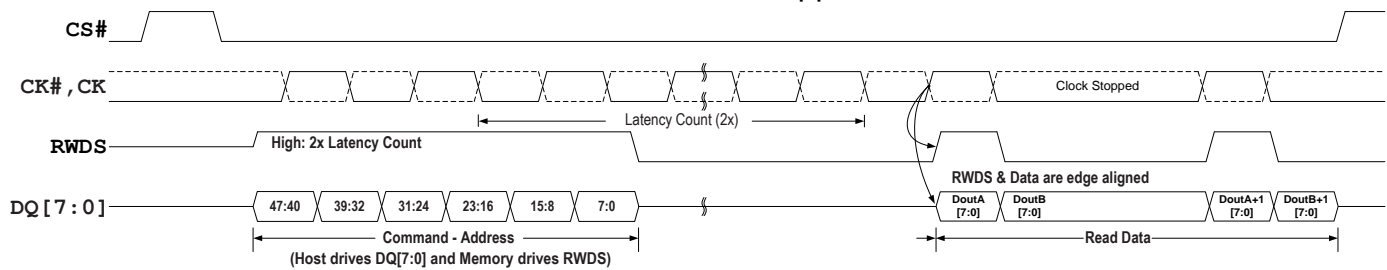 CS#
CK#,CK
Clock Stopped
Latency Count (2x)
RWDS
High: 2x Latency Count
RWDS & Data are edge aligned
DQ[7:0]
47:40 39:32 31:24 23:16 15:8 7:0
DoutA [7:0]
DoutB [7:0]
DoutA+1 [7:0]
DoutB+1 [7:0]
Command - Address
Read Data
(Host drives DQ[7:0] and Memory drives RWDS)